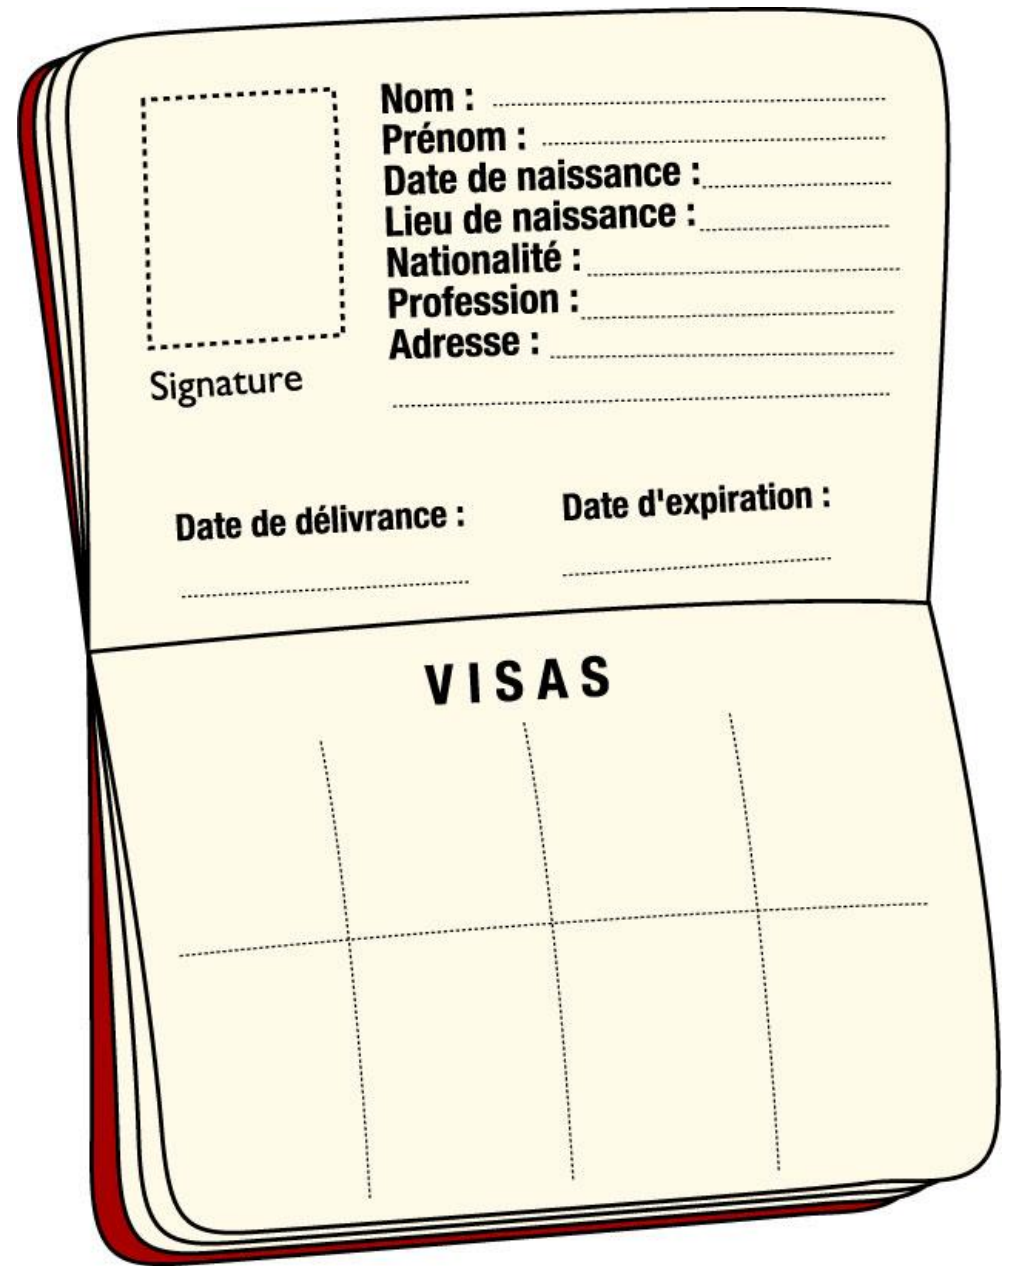 Nom :
Prénom :
Date de naissance :
Lieu de naissance :
Nationalité :
Profession :
Adresse :
Signature
Date de délivrance :
Date d'expiration :
VISAS